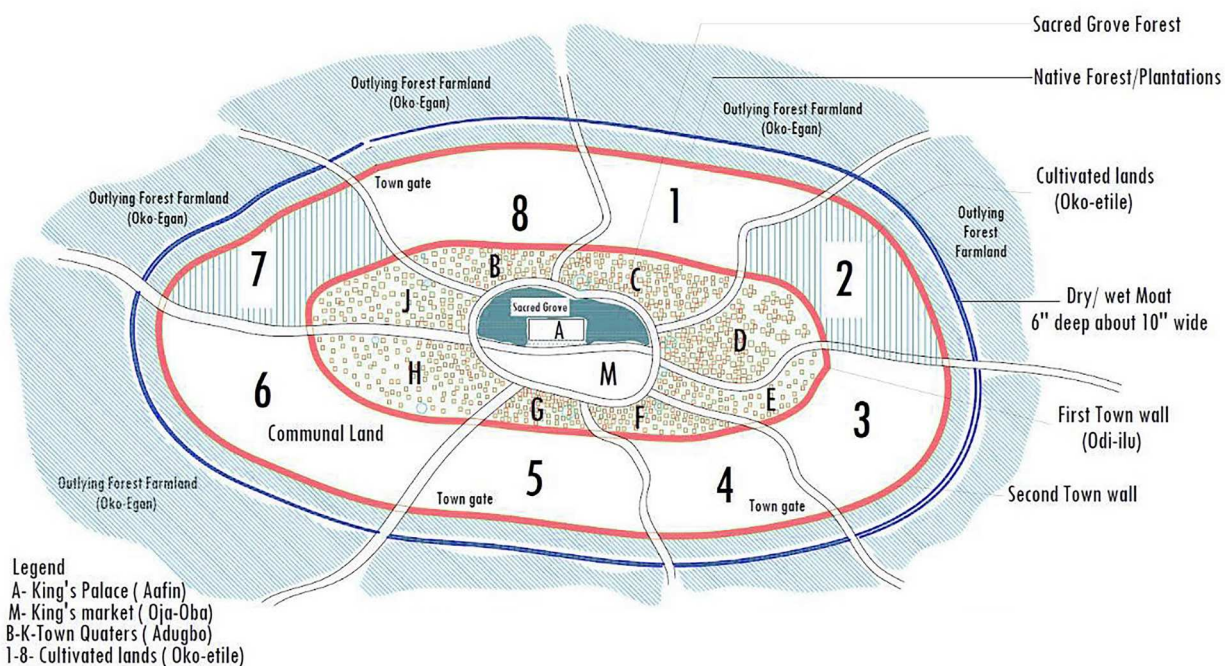 Sacred Grove Forest
Native Forest/Plantations
Outlying Forest Farmland
(Oko-Egan)
Outlying Forest Farmland
(Oko-Egan)
Cultivated lands
(Oko-etile)
Outlying Forest Farmland
(Oko-Egan)
Town gate
8
1
Outlying
Forest
Farmland
7
2
B
C
J
Sacred Grove
A
D
Dry/ wet Moat
6" deep about 10" wide
H
M
E
6
G
F
3
First Town wall
(Odi-ilu)
Communal Land
Outlying Forest Farmland
(Oko-Egan)
5
4
Town gate
Town gate
Second Town wall
Legend
A- King's Palace ( Aafin)
M- King's market ( Oja-Oba)
B-K-Town Quaters ( Adugbo)
1-8- Cultivated lands ( Oko-etile)